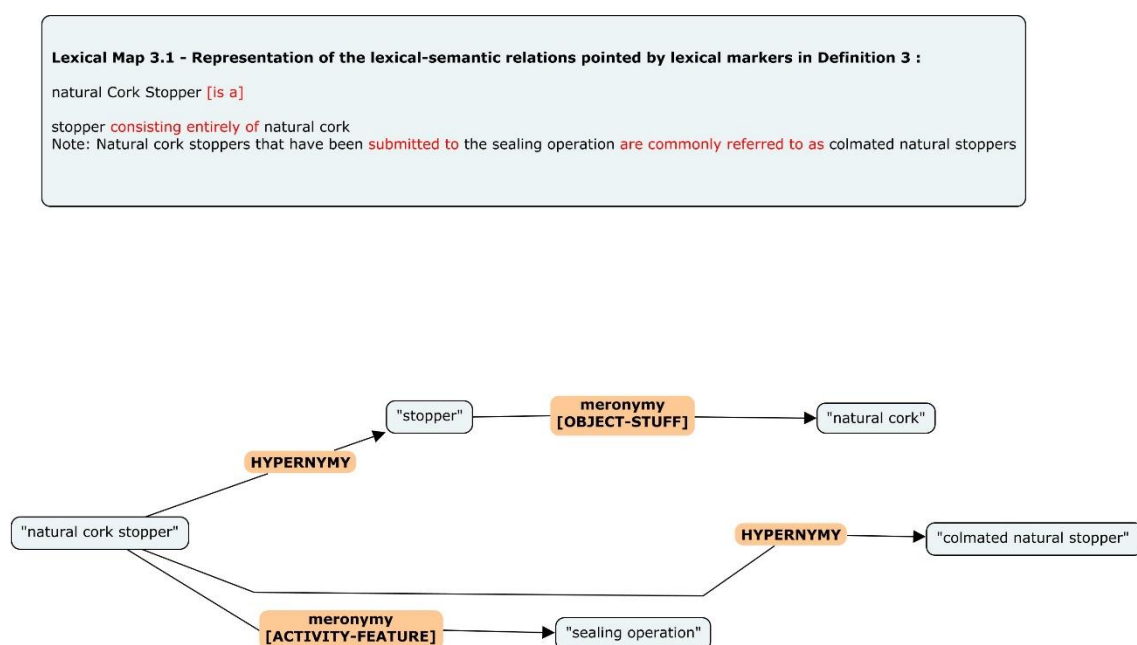 Lexical Map 3.1 - Representation of the lexical-semantic relations pointed by lexical markers in Definition 3 :
natural Cork Stopper [is a]
stopper consisting entirely of natural cork
Note: Natural cork stoppers that have been submitted to the sealing operation are commonly referred to as colmated natural stoppers
"stopper"
meronymy
[OBJECT-STUFF]
"natural cork"
HYPERNYMY
"natural cork stopper"
HYPERNYMY
"colmated natural stopper"
meronymy
[ACTIVITY-FEATURE]
"sealing operation"